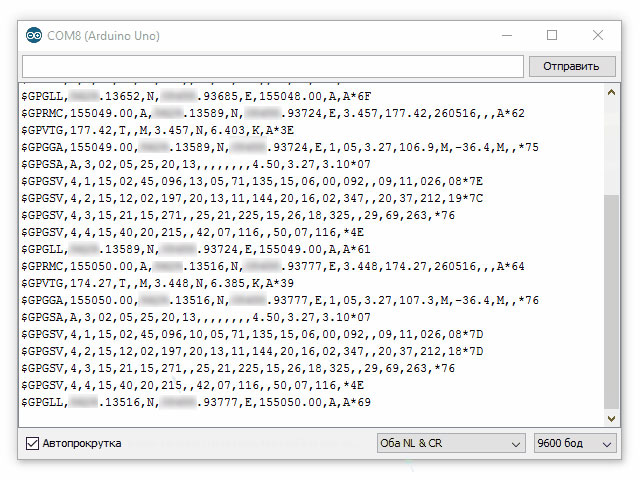 COM8 (Arduino Uno)
Отправить
$GPGLL, .13652,N, .93685,E,155048.00,A,A*6F
$GPRMC,155049.00,A, .13589,N, .93724,E,3.457,177.42,260516,,,A*62
$GPVTG,177.42,T,,M,3.457,N,6.403,K,A*3E
$GPGGA,155049.00, .13589,N, .93724,E,1,05,3.27,106.9,M,-36.4,M,,*75
$GPGSA,A,3,02,05,25,20,13,,,,,,,,4.50,3.27,3.10*07
$GPGSV,4,1,15,02,45,096,13,05,71,135,15,06,00,092,,09,11,026,08*7E
$GPGSV,4,2,15,12,02,197,20,13,11,144,20,16,02,347,,20,37,212,19*7C
$GPGSV,4,3,15,21,15,271,,25,21,225,15,26,18,325,,29,69,263,*76
$GPGSV,4,4,15,40,20,215,,42,07,116,,50,07,116,*4E
$GPGLL, .13589,N, .93724,E,155049.00,A,A*61
$GPRMC,155050.00,A, .13516,N, .93777,E,3.448,174.27,260516,,,A*64
$GPVTG,174.27,T,,M,3.448,N,6.385,K,A*39
$GPGGA,155050.00, .13516,N, .93777,E,1,05,3.27,107.3,M,-36.4,M,,*76
$GPGSA,A,3,02,05,25,20,13,,,,,,,,4.50,3.27,3.10*07
$GPGSV,4,1,15,02,45,096,10,05,71,135,15,06,00,092,,09,11,026,08*7D
$GPGSV,4,2,15,12,02,197,20,13,11,144,20,16,02,347,,20,37,212,18*7D
$GPGSV,4,3,15,21,15,271,,25,21,225,15,26,18,325,,29,69,263,*76
$GPGSV,4,4,15,40,20,215,,42,07,116,,50,07,116,*4E
$GPGLL, .13516,N, .93777,E,155050.00,A,A*69
Автопрокрутка
Оба NL & CR
9600 бод